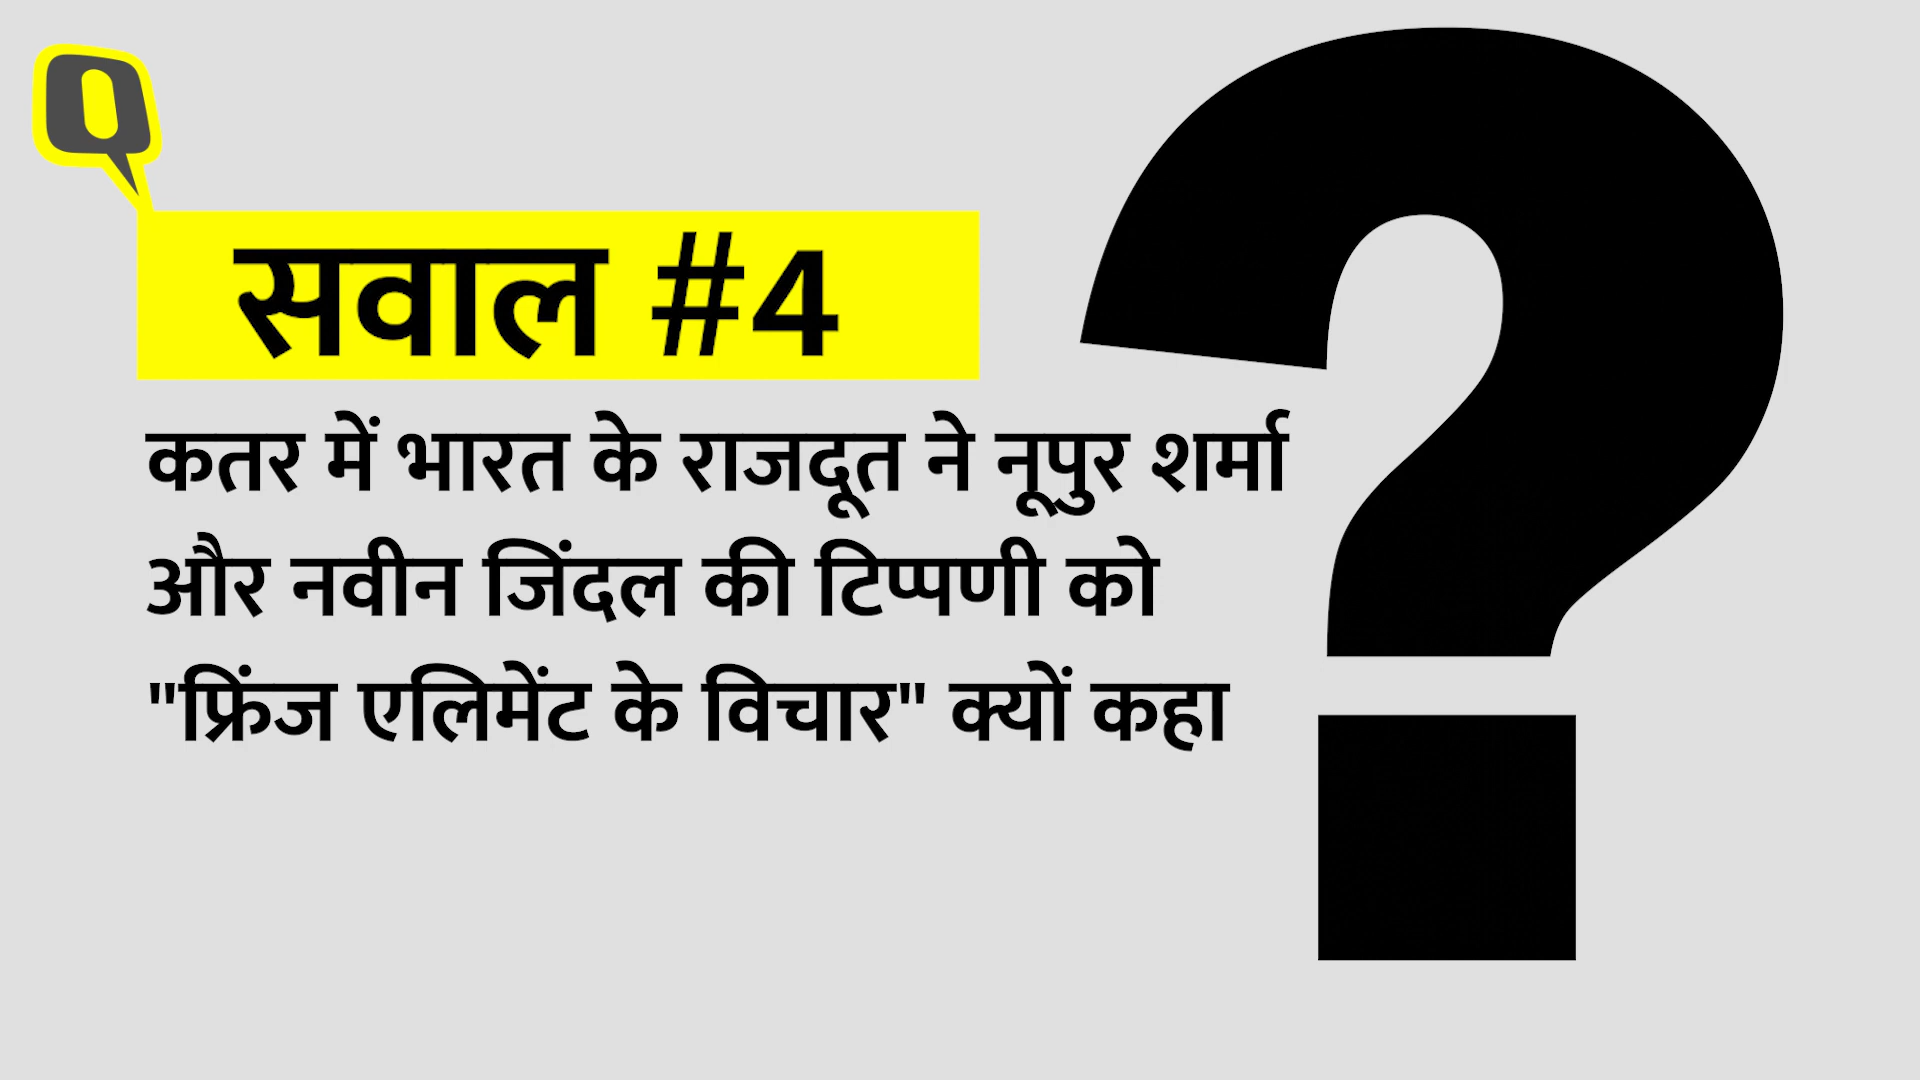 Q
सवाल #4
कतर में भारत के राजदूत ने नूपुर शर्मा
और नवीन जिंदल की टिप्पणी को
"फ्रिंज एलिमेंट के विचार" क्यों कहा
?